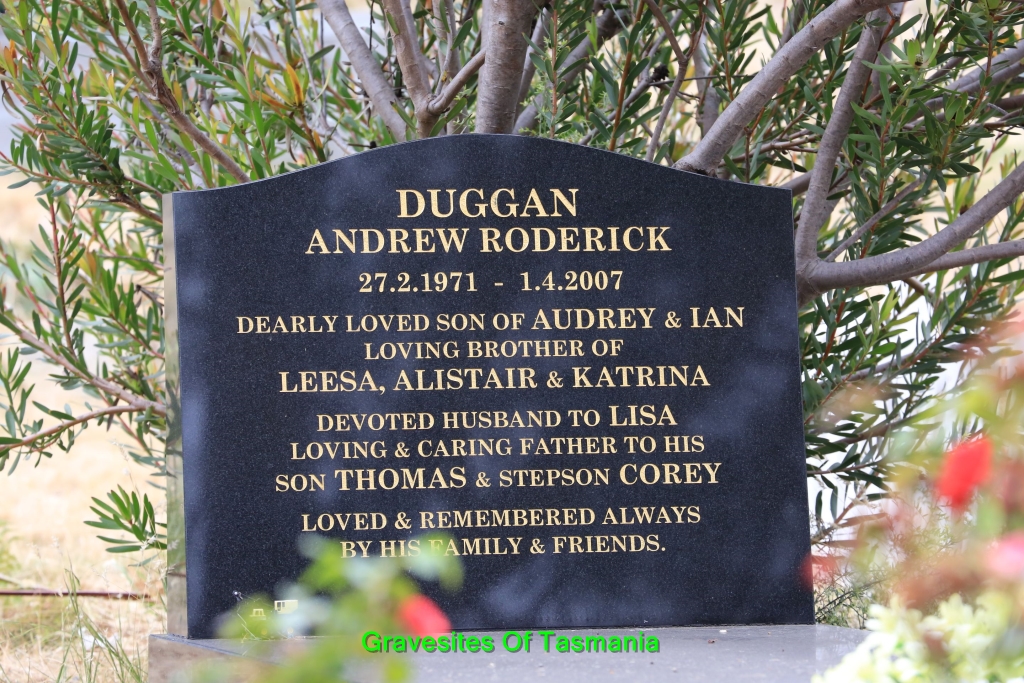 DUGGAN
ANDREW RODERICK
27.2.1971 - 1.4.2007
DEARLY LOVED SON OF AUDREY & IAN
LOVING BROTHER OF
LEESA, ALISTAIR & KATRINA
DEVOTED HUSBAND TO LISA
LOVING & CARING FATHER TO HIS
SON THOMAS & STEPSON COREY
LOVED & REMEMBERED ALWAYS
BY HIS FAMILY & FRIENDS.
Gravesites Of Tasmania